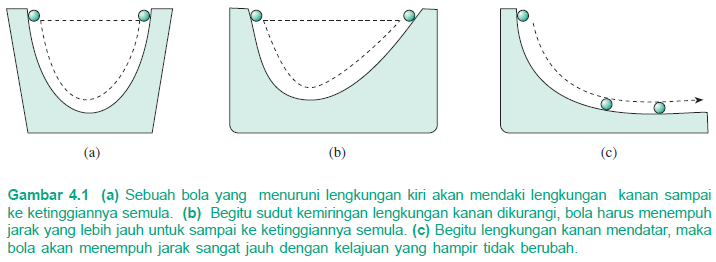 (a)
(b)
(c)
Gambar 4.1 (a) Sebuah bola yang menuruni lengkungan kiri akan mendaki lengkungan kanan sampai
ke ketinggiannya semula. (b) Begitu sudut kemiringan lengkungan kanan dikurangi, bola harus menempuh
jarak yang lebih jauh untuk sampai ke ketinggiannya semula. (c) Begitu lengkungan kanan mendatar, maka
bola akan menempuh jarak sangat jauh dengan kelajuan yang hampir tidak berubah.